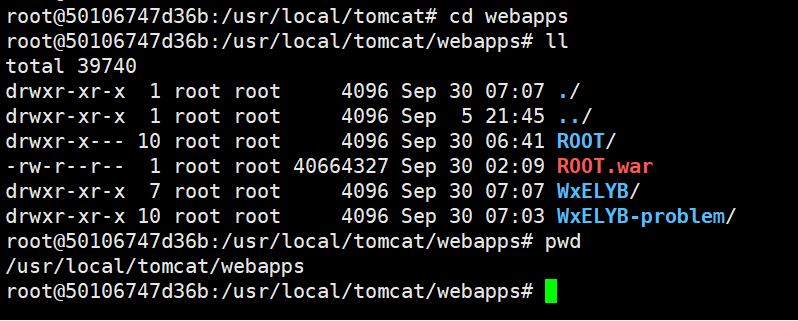 root@50106747d36b:/usr/local/tomcat# cd webapps
root@50106747d36b:/usr/local/tomcat/webapps# ll
total 39740
drwxr-xr-x  1 root root     4096 Sep 30 07:07 ./
drwxr-xr-x  1 root root     4096 Sep  5 21:45 ../
drwxr-x--- 10 root root     4096 Sep 30 06:41 ROOT/
-rw-r--r--  1 root root 40664327 Sep 30 02:09 ROOT.war
drwxr-xr-x  7 root root     4096 Sep 30 07:07 WxELYB/
drwxr-xr-x 10 root root     4096 Sep 30 07:03 WxELYB-problem/
root@50106747d36b:/usr/local/tomcat/webapps# pwd
/usr/local/tomcat/webapps
root@50106747d36b:/usr/local/tomcat/webapps#